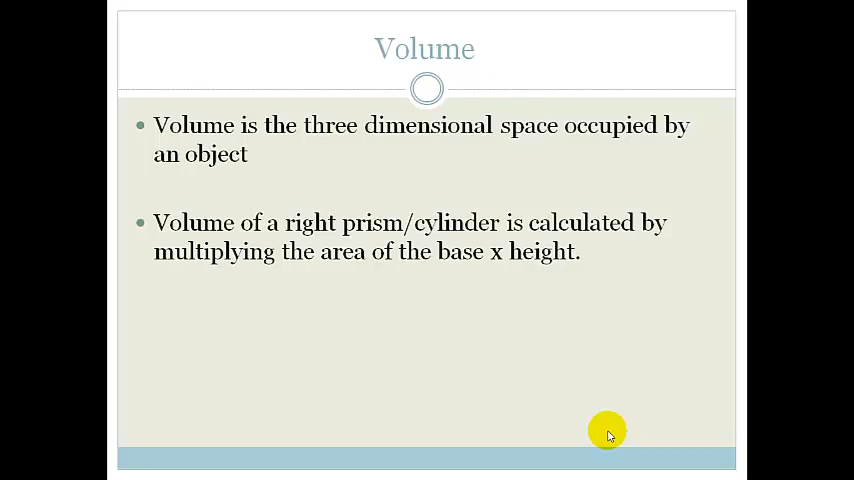 Volume
Volume is the three dimensional space occupied by
an object
Volume of a right prism/cylinder is calculated by
multiplying the area of the base x height.